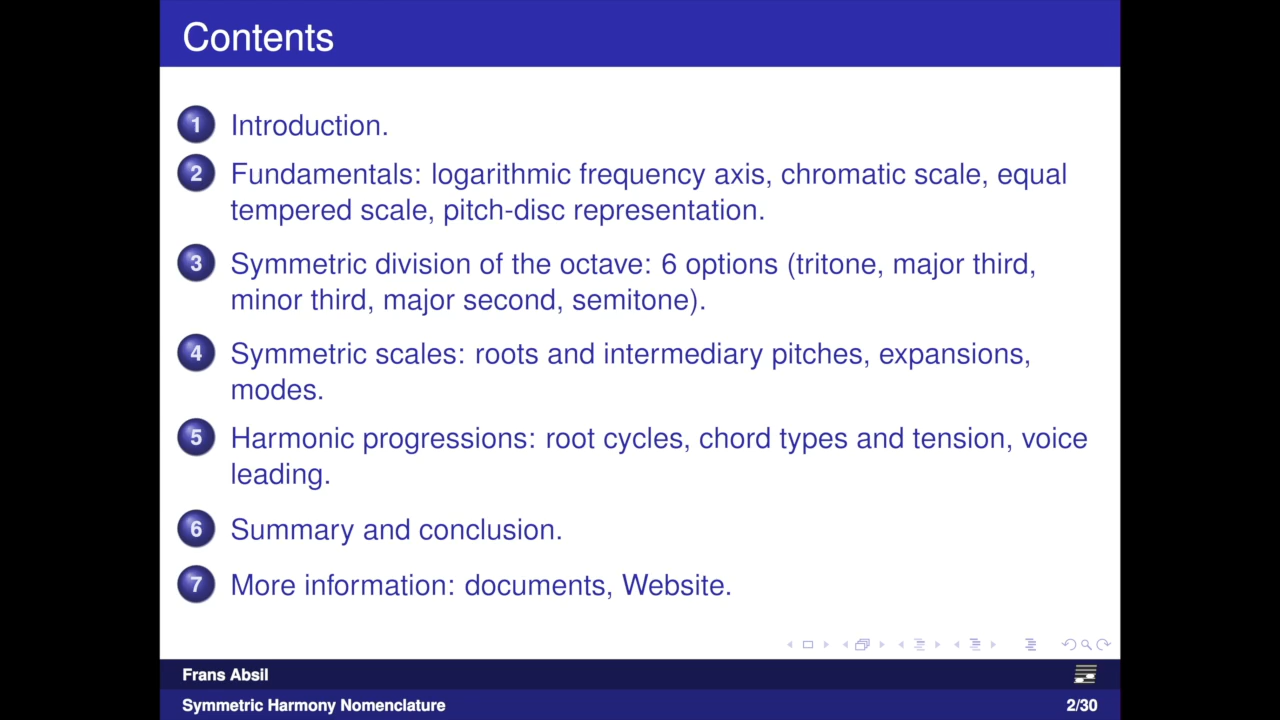 Contents
1 Introduction.
2 Fundamentals: logarithmic frequency axis, chromatic scale, equal
tempered scale, pitch-disc representation.
3 Symmetric division of the octave: 6 options (tritone, major third,
minor third, major second, semitone).
4 Symmetric scales: roots and intermediary pitches, expansions,
modes.
5 Harmonic progressions: root cycles, chord types and tension, voice
leading.
6 Summary and conclusion.
7 More information: documents, Website.
Frans Absil
Symmetric Harmony Nomenclature 2/30